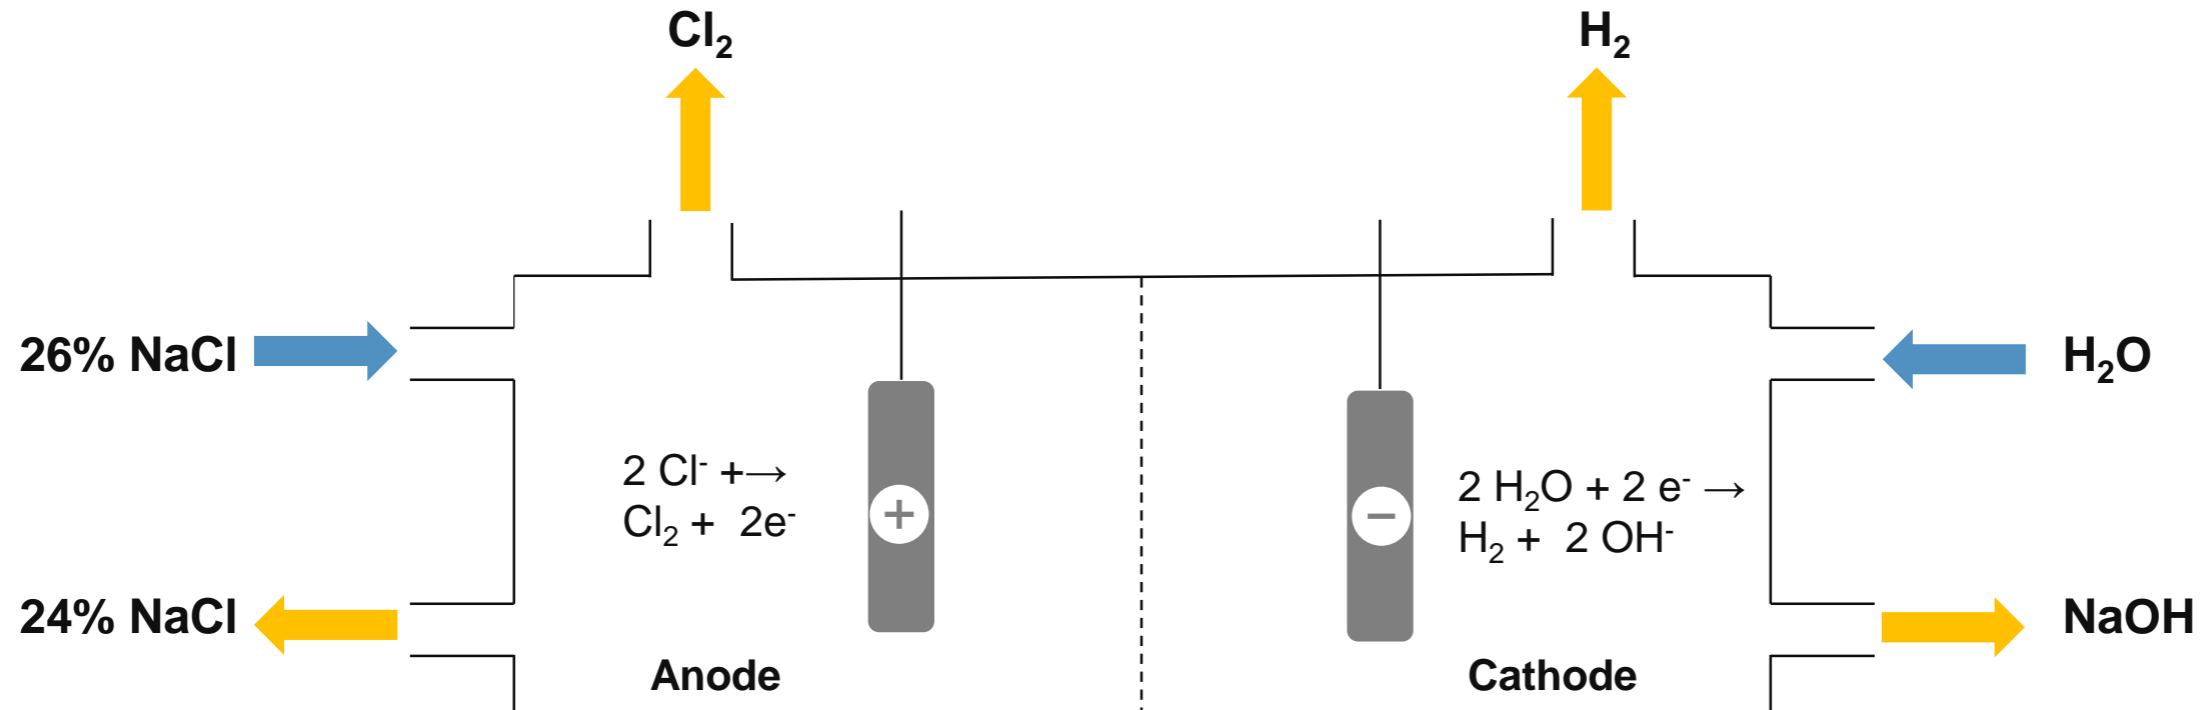 Cl₂
H₂
26% NaCl
H₂O
2 Cl⁻ +→
Cl₂ + 2e⁻
+
−
2 H₂O + 2 e⁻ →
H₂ + 2 OH⁻
24% NaCl
NaOH
Anode
Cathode